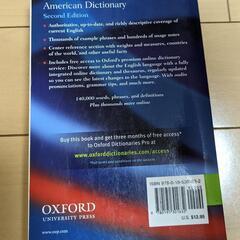 American Dictionary
Second Edition
• Authoritative, up-to-date, and richly descriptive coverage of
current English
• Thousands of example phrases and hundreds of usage notes
• Center reference section with weights and measures, countries
of the world, and other useful facts
• Includes free access to Oxford's premium online dictionary
service: Discover more about the English language with a fully
integrated online dictionary and thesaurus, regularly updated
so you can see the latest changes to the language. With audio
pronunciations, grammar tips, and much more.
140,000 words, phrases, and definitions
Plus thousands more online
Buy this book and get three months of free access*
to Oxford Dictionaries Pro at
www.oxforddictionaries.com/access
OXFORD
UNIVERSITY PRESS
www.oup.com
U.S. $12.95